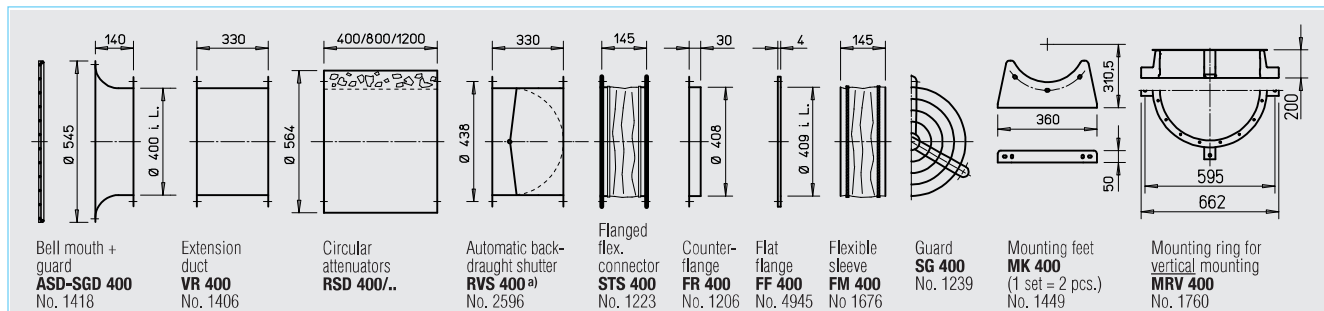 140
330
400/800/1200
330
145
30
4
145
310,5
200
Ø 545
Ø 400 i L.
Ø 564
Ø 438
Ø 408
Ø 409 i L.
360
50
595
662
Bell mouth +
guard
ASD-SGD 400
No. 1418
Extension
duct
VR 400
No. 1406
Circular
attenuators
RSD 400/..
Automatic back-
draught shutter
RVS 400 a)
No. 2596
Flanged
flex.
connector
STS 400
No. 1223
Counter-
flange
FR 400
No. 1206
Flat
flange
FF 400
No. 4945
Flexible
sleeve
FM 400
No 1676
Guard
SG 400
No. 1239
Mounting feet
MK 400
(1 set = 2 pcs.)
No. 1449
Mounting ring for
vertical mounting
MRV 400
No. 1760